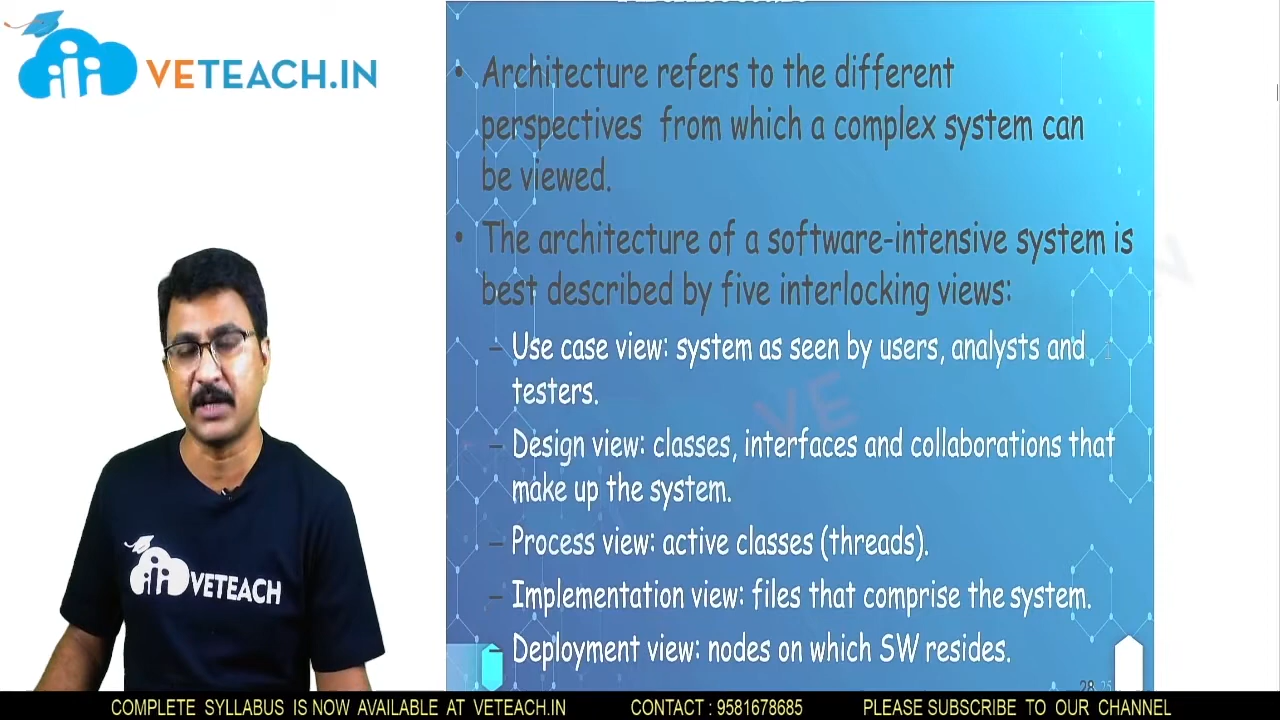 VETEACH.IN
• Architecture refers to the different
perspectives from which a complex system can
be viewed.
• The architecture of a software-intensive system is
best described by five interlocking views:
– Use case view: system as seen by users, analysts and
testers.
– Design view: classes, interfaces and collaborations that
make up the system.
– Process view: active classes (threads).
– Implementation view: files that comprise the system.
– Deployment view: nodes on which SW resides.
VE
VETEACH
COMPLETE SYLLABUS IS NOW AVAILABLE AT VETEACH.IN CONTACT : 9581678685 PLEASE SUBSCRIBE TO OUR CHANNEL